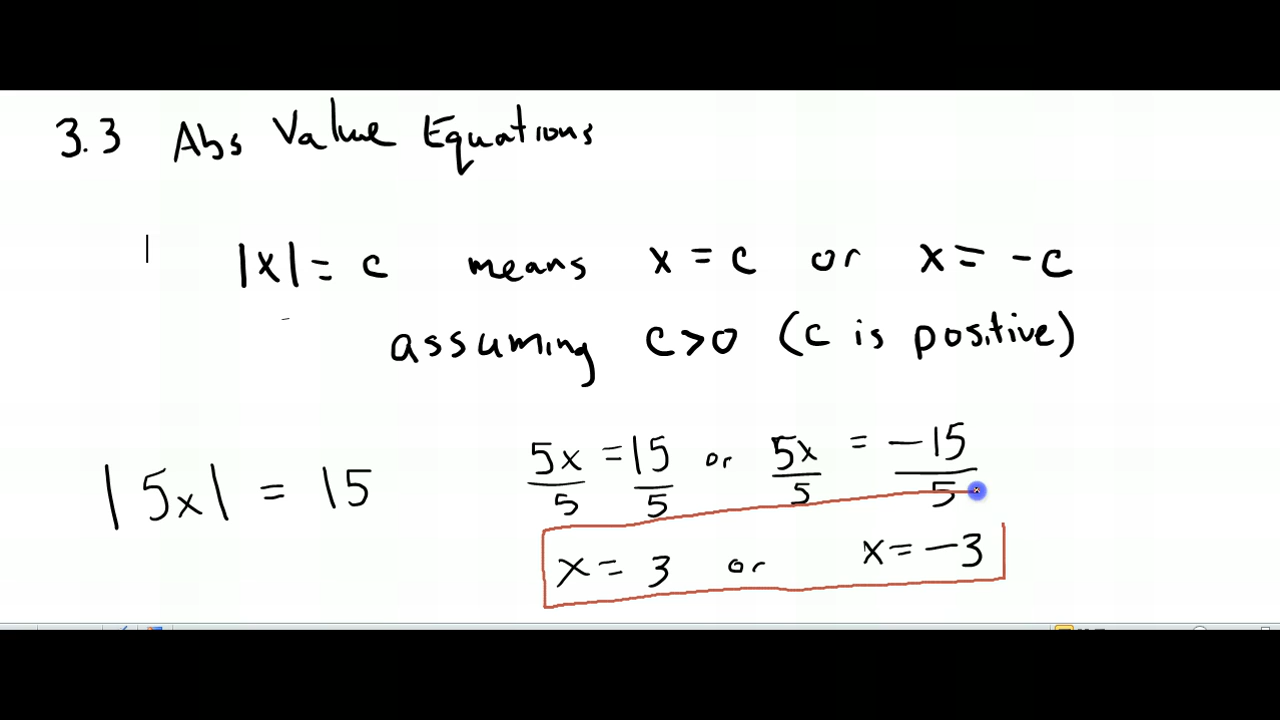 3.3 Abs Value Equations
|x| = c means x = c or x = -c
assuming c>0 (c is positive)
|5x| = 15
5x/5 = 15/5 or 5x/5 = -15/5
x = 3 or x = -3